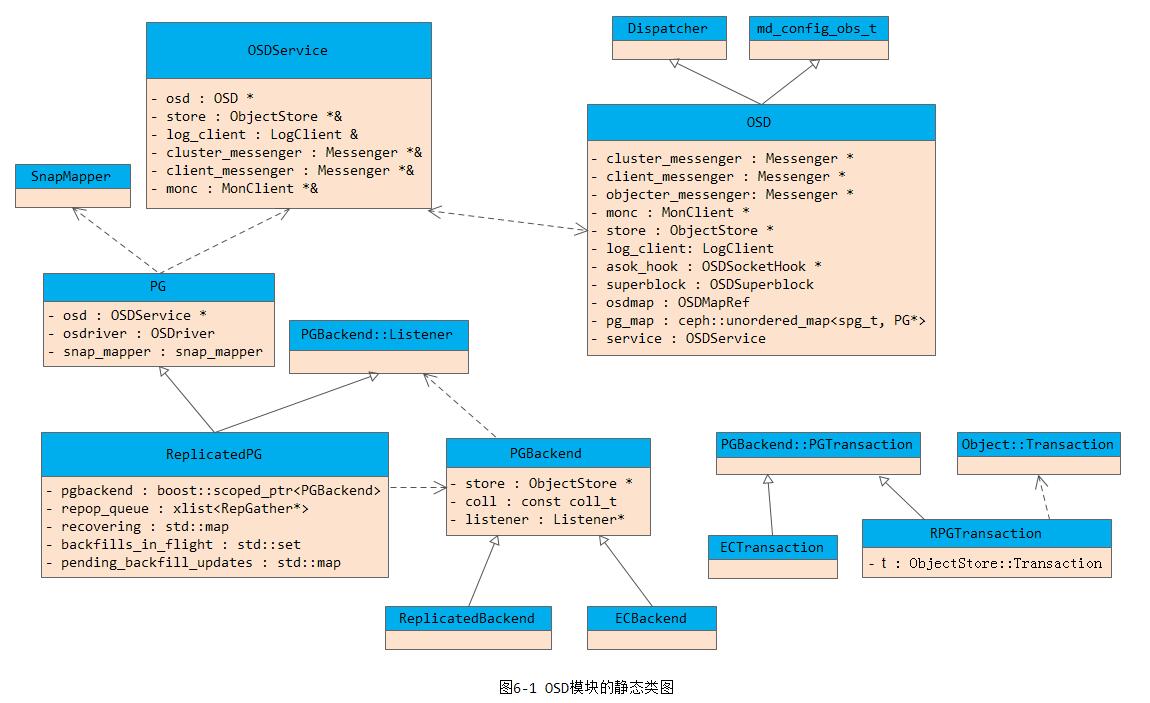 OSDService
- osd : OSD *
- store : ObjectStore *&
- log_client : LogClient &
- cluster_messenger : Messenger *&
- client_messenger : Messenger *&
- monc : MonClient *&
Dispatcher
md_config_obs_t
OSD
- cluster_messenger : Messenger *
- client_messenger : Messenger *
- objecter_messenger: Messenger *
- monc : MonClient *
- store : ObjectStore *
- log_client: LogClient
- asok_hook : OSDSocketHook *
- superblock : OSDSuperblock
- osdmap : OSDMapRef
- pg_map : ceph::unordered_map<spg_t, PG*>
- service : OSDService
SnapMapper
PG
- osd : OSDService *
- osdriver : OSDriver
- snap_mapper : snap_mapper
PGBackend::Listener
ReplicatedPG
- pgbackend : boost::scoped_ptr<PGBackend>
- repop_queue : xlist<RepGather*>
- recovering : std::map
- backfills_in_flight : std::set
- pending_backfill_updates : std::map
PGBackend
- store : ObjectStore *
- coll : const coll_t
- listener : Listener*
PGBackend::PGTransaction
Object::Transaction
ECTransaction
RPGTransaction
- t : ObjectStore::Transaction
ReplicatedBackend
ECBackend
图6-1 OSD模块的静态类图